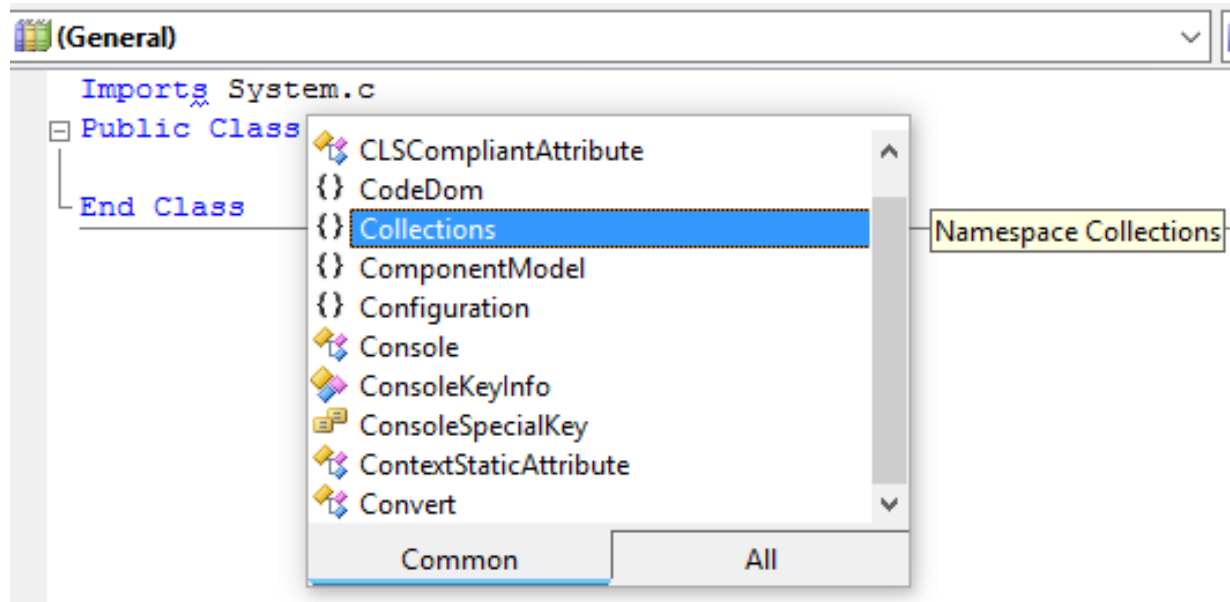 (General)
Imports System.c
Public Class
End Class
CLSCompliantAttribute
{} CodeDom
{} Collections
{} ComponentModel
{} Configuration
Console
ConsoleKeyInfo
ConsoleSpecialKey
ContextStaticAttribute
Convert
Common All
Namespace Collections